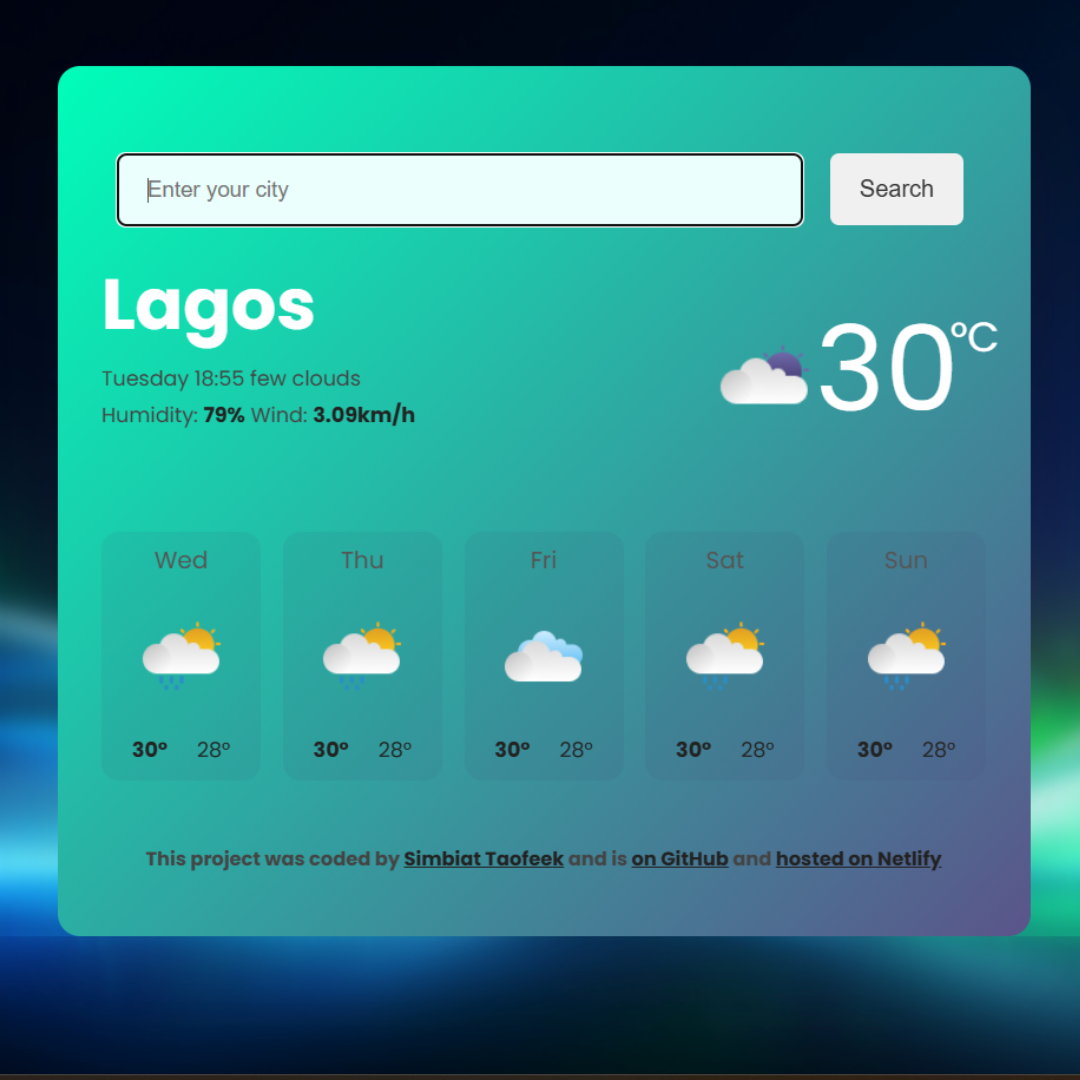 Enter your city
Search
Lagos
30°C
Tuesday 18:55 few clouds
Humidity: 79% Wind: 3.09km/h
Wed
Thu
Fri
Sat
Sun
30° 28°
30° 28°
30° 28°
30° 28°
30° 28°
This project was coded by Simbiat Taofeek and is on GitHub and hosted on Netlify